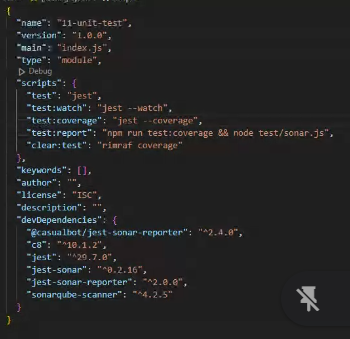 {
"name": "11-unit-test",
"version": "1.0.0",
"main": "index.js",
"type": "module",
Debug
"scripts": {
"test": "jest",
"test:watch": "jest --watch",
"test:coverage": "jest --coverage",
"test:report": "npm run test:coverage && node test/sonar.js",
"clear:test": "rimraf coverage"
},
"keywords": [],
"author": "",
"license": "ISC",
"description": "",
"devDependencies": {
"@casualbot/jest-sonar-reporter": "^2.4.0",
"c8": "^10.1.2",
"jest": "^29.7.0",
"jest-sonar": "^0.2.16",
"jest-sonar-reporter": "^2.0.0",
"sonarqube-scanner": "^4.2.5"
}
}